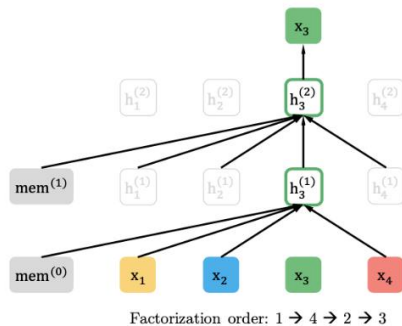 x₃
h₁⁽²⁾ h₂⁽²⁾ h₃⁽²⁾ h₄⁽²⁾
mem⁽¹⁾ h₁⁽¹⁾ h₂⁽¹⁾ h₃⁽¹⁾ h₄⁽¹⁾
mem⁽⁰⁾ x₁ x₂ x₃ x₄
Factorization order: 1 → 4 → 2 → 3